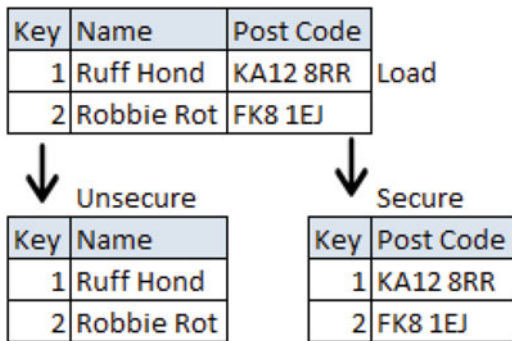 Key Name Post Code
1 Ruff Hond KA12 8RR Load
2 Robbie Rot FK8 1EJ
Unsecure Secure
Key Name Key Post Code
1 Ruff Hond 1 KA12 8RR
2 Robbie Rot 2 FK8 1EJ